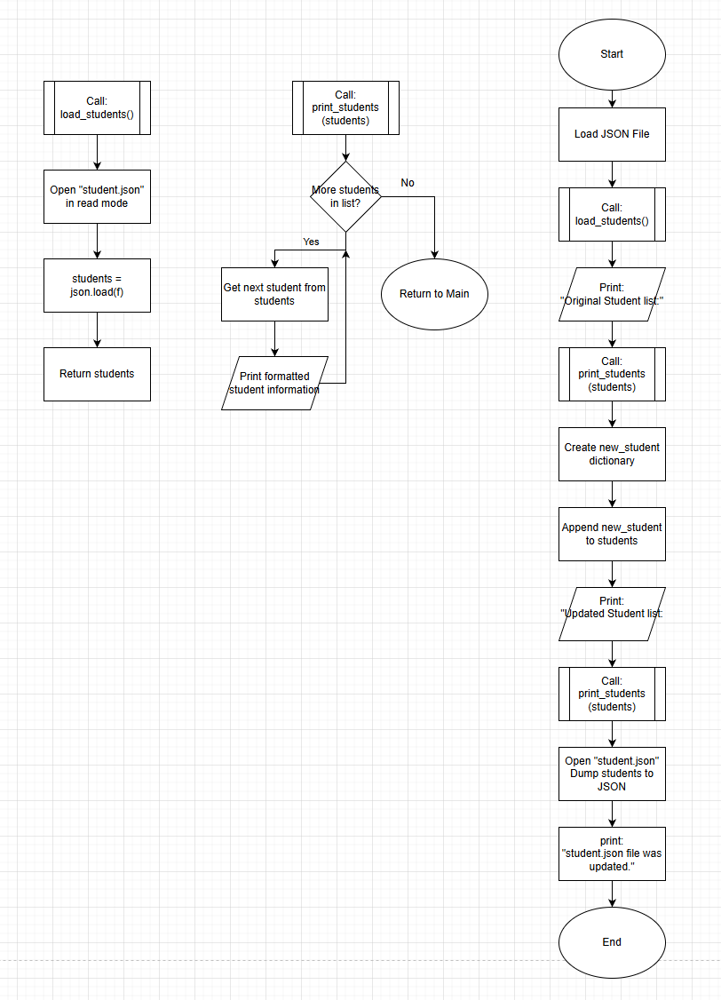 Call:
load_students()
Open "student.json"
in read mode
students =
json.load(f)
Return students
Call:
print_students
(students)
More students
in list?
No
Yes
Get next student from
students
Print formatted
student information
Return to Main
Start
Load JSON File
Call:
load_students()
Print:
"Original Student list:"
Call:
print_students
(students)
Create new_student
dictionary
Append new_student
to students
Print:
"Updated Student list:
Call:
print_students
(students)
Open "student.json"
Dump students to
JSON
print:
"student.json file was
updated."
End